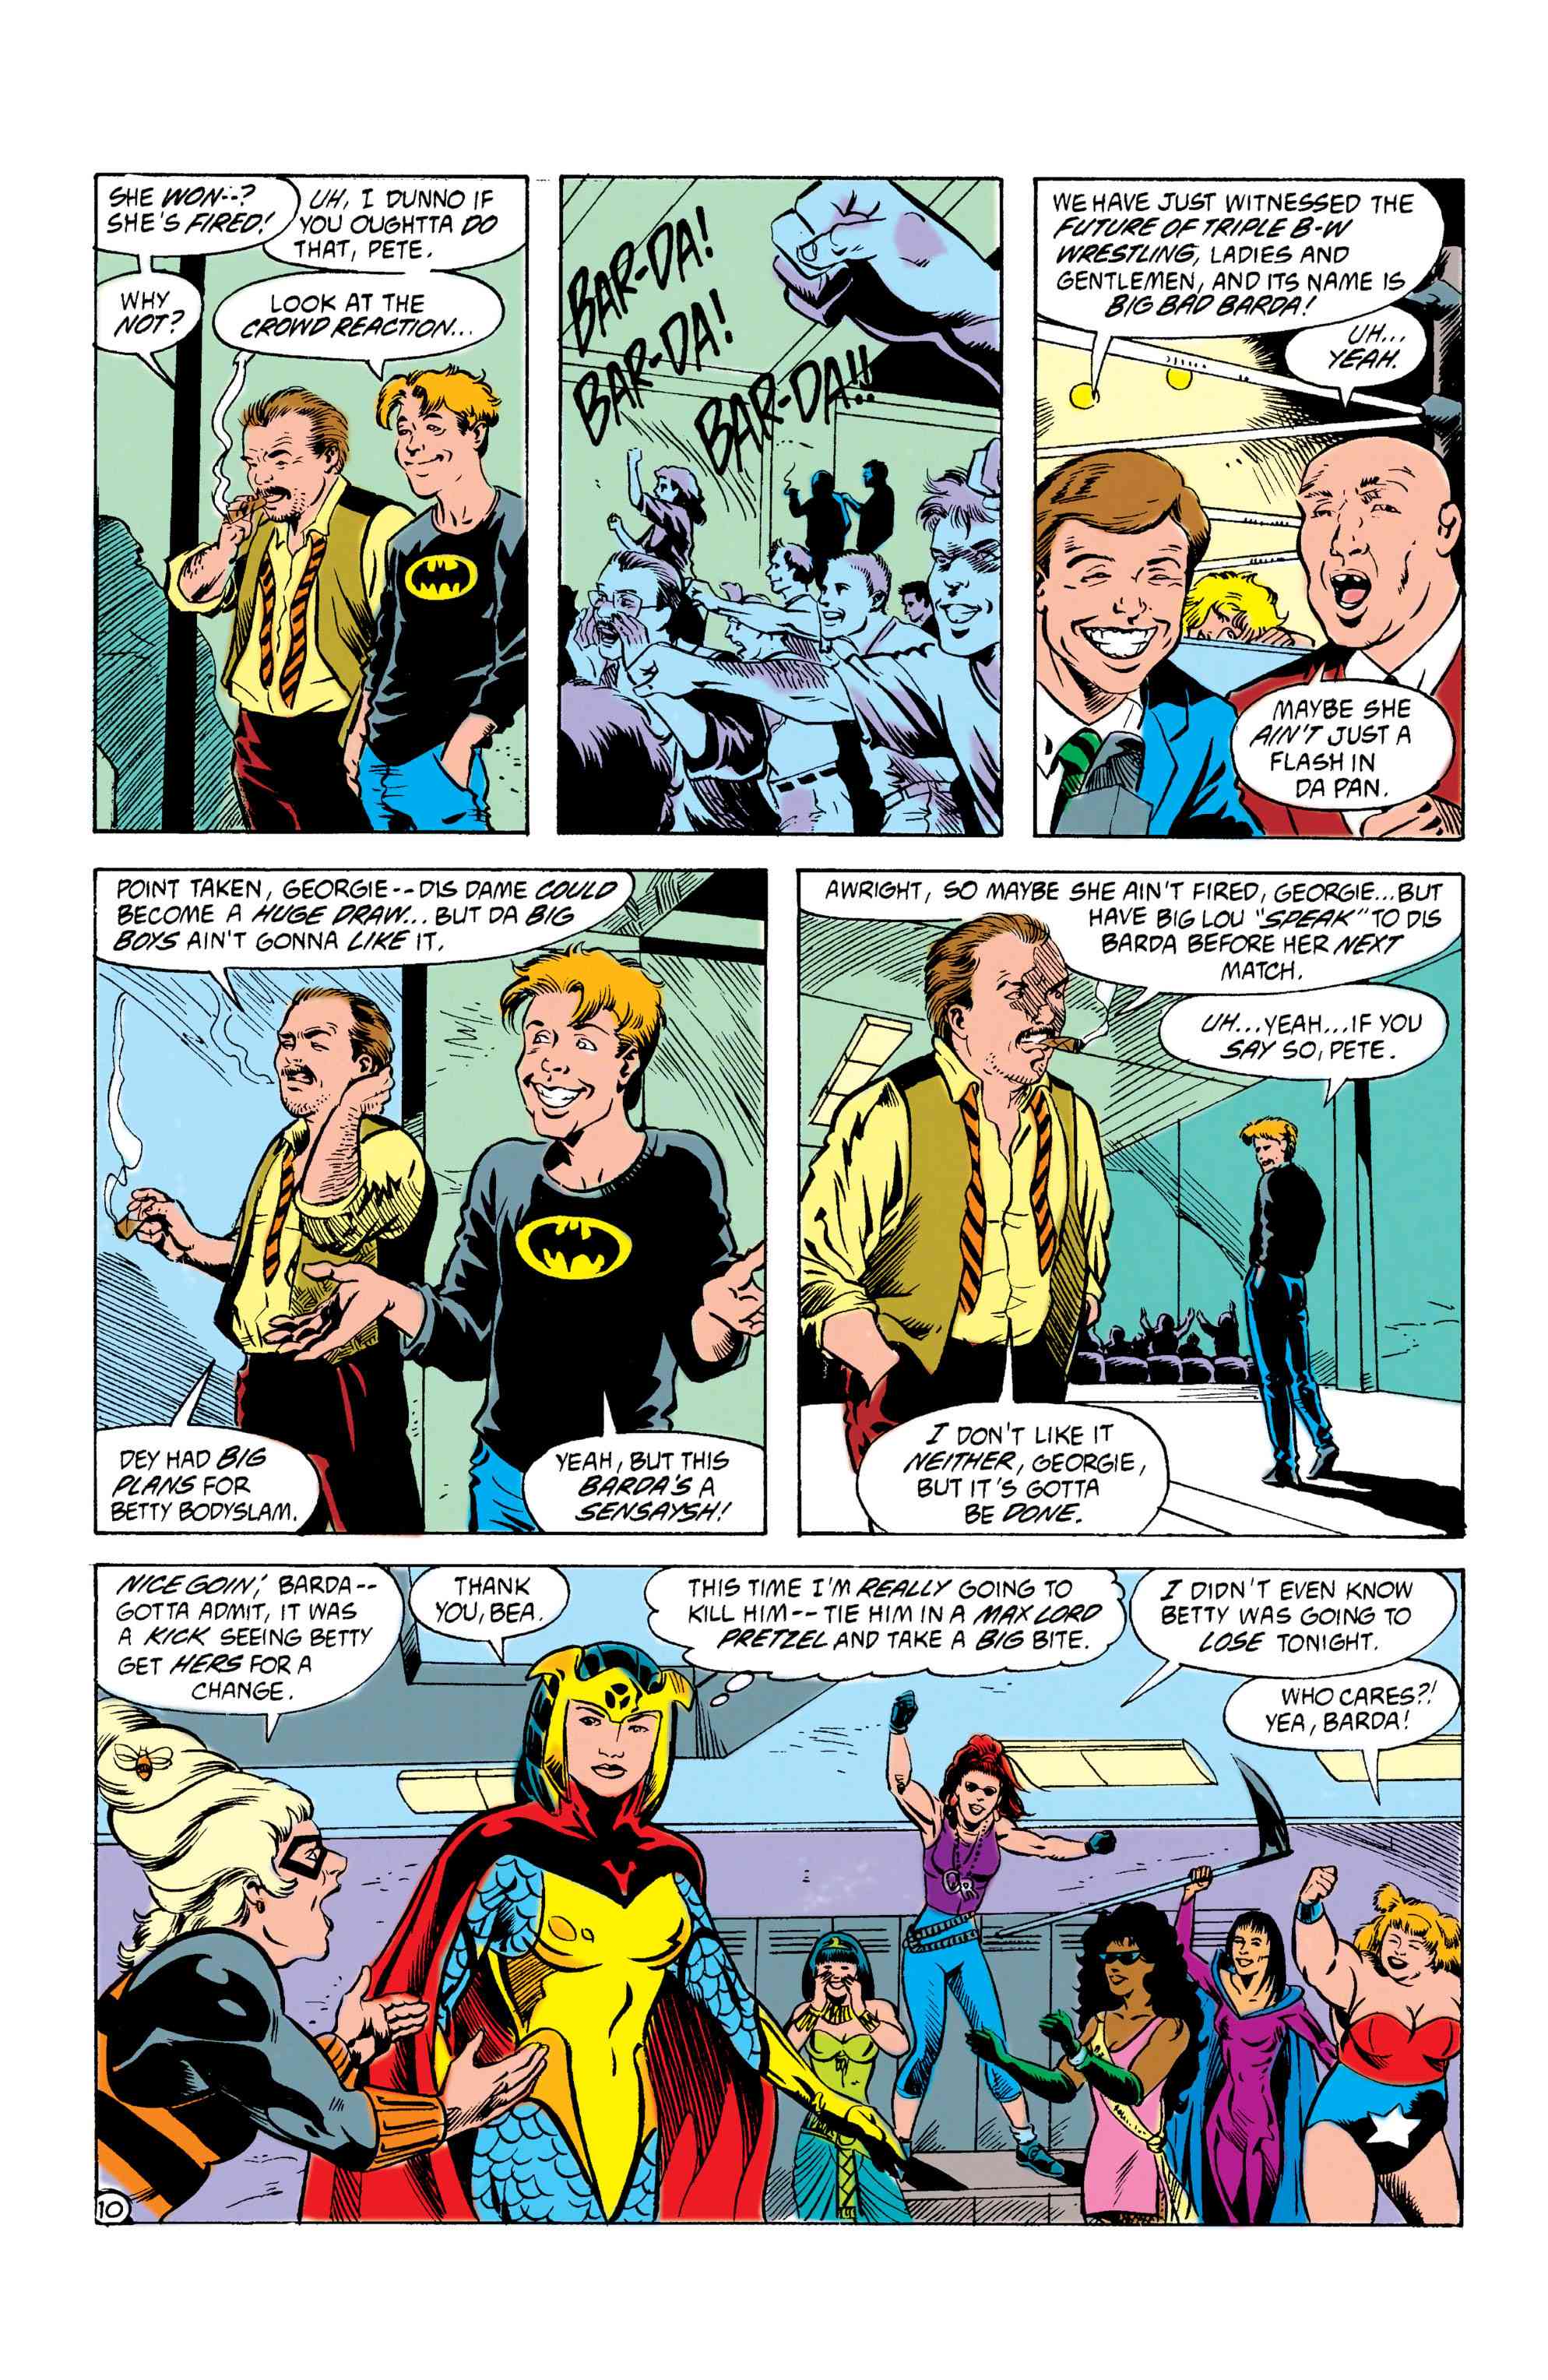 SHE WON--?
SHE'S FIRED!
UH, I DUNNO IF
YOU OUGHTTA DO
THAT, PETE.
WHY
NOT?
LOOK AT THE
CROWD REACTION...
BAR-DA!
BAR-DA!
BAR-DA!!
WE HAVE JUST WITNESSED THE
FUTURE OF TRIPLE B-W
WRESTLING, LADIES AND
GENTLEMEN, AND ITS NAME IS
BIG BAD BARDA!
UH...
YEAH.
MAYBE SHE
AIN'T JUST A
FLASH IN
DA PAN.
POINT TAKEN, GEORGIE--DIS DAME COULD
BECOME A HUGE DRAW...BUT DA BIG
BOYS AIN'T GONNA LIKE IT.
DEY HAD BIG
PLANS FOR
BETTY BODYSLAM.
YEAH, BUT THIS
BARDA'S A
SENSAYSH!
AWRIGHT, SO MAYBE SHE AIN'T FIRED, GEORGIE...BUT
HAVE BIG LOU "SPEAK" TO DIS
BARDA BEFORE HER NEXT
MATCH.
UH...YEAH...IF YOU
SAY SO, PETE.
I DON'T LIKE IT
NEITHER, GEORGIE,
BUT IT'S GOTTA
BE DONE.
NICE GOIN', BARDA--
GOTTA ADMIT, IT WAS
A KICK SEEING BETTY
GET HERS FOR A
CHANGE.
THANK
YOU, BEA.
THIS TIME I'M REALLY GOING TO
KILL HIM--TIE HIM IN A MAX LORD
PRETZEL AND TAKE A BIG BITE.
I DIDN'T EVEN KNOW
BETTY WAS GOING TO
LOSE TONIGHT.
WHO CARES?!
YEA, BARDA!
CR
10